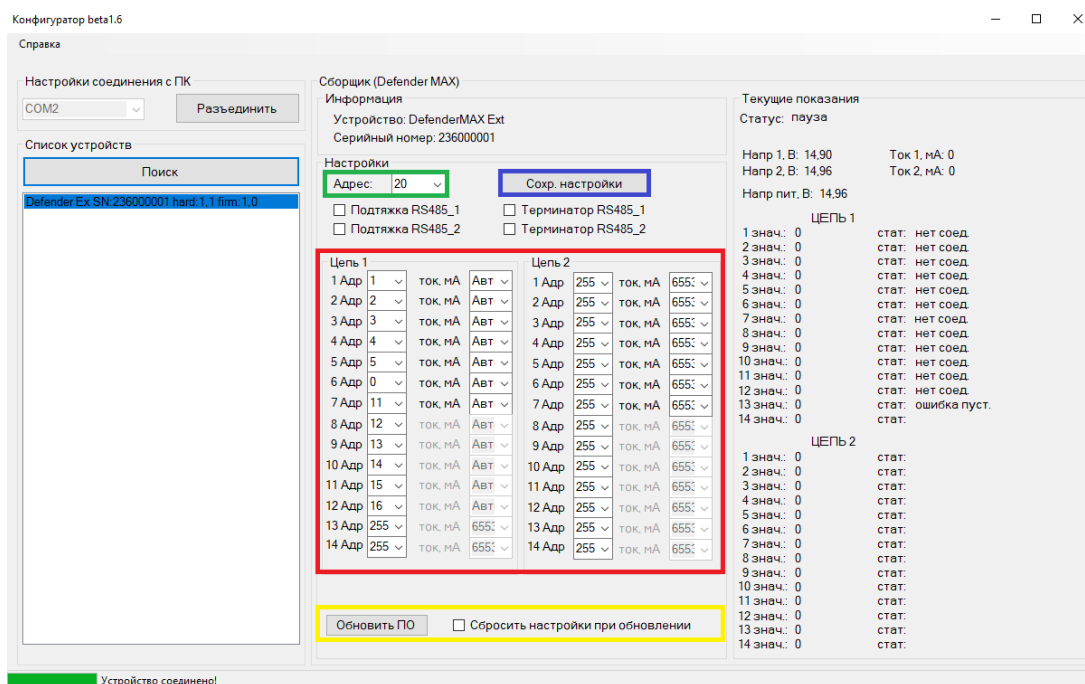 Конфигуратор beta1.6
Справка
Настройки соединения с ПК
COM2
Разъединить
Список устройств
Поиск
Defender Ex SN:236000001 hard:1,1 firm:1,0
Сборщик (Defender MAX)
Информация
Устройство: DefenderMAX Ext
Серийный номер: 236000001
Настройки
Адрес: 20
Сохр. настройки
Подтяжка RS485_1
Терминатор RS485_1
Подтяжка RS485_2
Терминатор RS485_2
Цепь 1
1 Адр 1 ток, мА Авт
2 Адр 2 ток, мА Авт
3 Адр 3 ток, мА Авт
4 Адр 4 ток, мА Авт
5 Адр 5 ток, мА Авт
6 Адр 0 ток, мА Авт
7 Адр 11 ток, мА Авт
8 Адр 12 ток, мА Авт
9 Адр 13 ток, мА Авт
10 Адр 14 ток, мА Авт
11 Адр 15 ток, мА Авт
12 Адр 16 ток, мА Авт
13 Адр 255 ток, мА 655
14 Адр 255 ток, мА 655
Цепь 2
1 Адр 255 ток, мА 655
2 Адр 255 ток, мА 655
3 Адр 255 ток, мА 655
4 Адр 255 ток, мА 655
5 Адр 255 ток, мА 655
6 Адр 255 ток, мА 655
7 Адр 255 ток, мА 655
8 Адр 255 ток, мА 655
9 Адр 255 ток, мА 655
10 Адр 255 ток, мА 655
11 Адр 255 ток, мА 655
12 Адр 255 ток, мА 655
13 Адр 255 ток, мА 655
14 Адр 255 ток, мА 655
Обновить ПО
Сбросить настройки при обновлении
Текущие показания
Статус: пауза
Напр 1, В: 14,90 Ток 1, мА: 0
Напр 2, В: 14,96 Ток 2, мА: 0
Напр пит, В: 14,96
ЦЕПЬ 1
1 знач.: 0 стат: нет соед.
2 знач.: 0 стат: нет соед.
3 знач.: 0 стат: нет соед.
4 знач.: 0 стат: нет соед.
5 знач.: 0 стат: нет соед.
6 знач.: 0 стат: нет соед.
7 знач.: 0 стат: нет соед.
8 знач.: 0 стат: нет соед.
9 знач.: 0 стат: нет соед.
10 знач.: 0 стат: нет соед.
11 знач.: 0 стат: нет соед.
12 знач.: 0 стат: нет соед.
13 знач.: 0 стат: ошибка пуст.
14 знач.: 0 стат:
ЦЕПЬ 2
1 знач.: 0 стат:
2 знач.: 0 стат:
3 знач.: 0 стат:
4 знач.: 0 стат:
5 знач.: 0 стат:
6 знач.: 0 стат:
7 знач.: 0 стат:
8 знач.: 0 стат:
9 знач.: 0 стат:
10 знач.: 0 стат:
11 знач.: 0 стат:
12 знач.: 0 стат:
13 знач.: 0 стат:
14 знач.: 0 стат:
Устройство соединено!